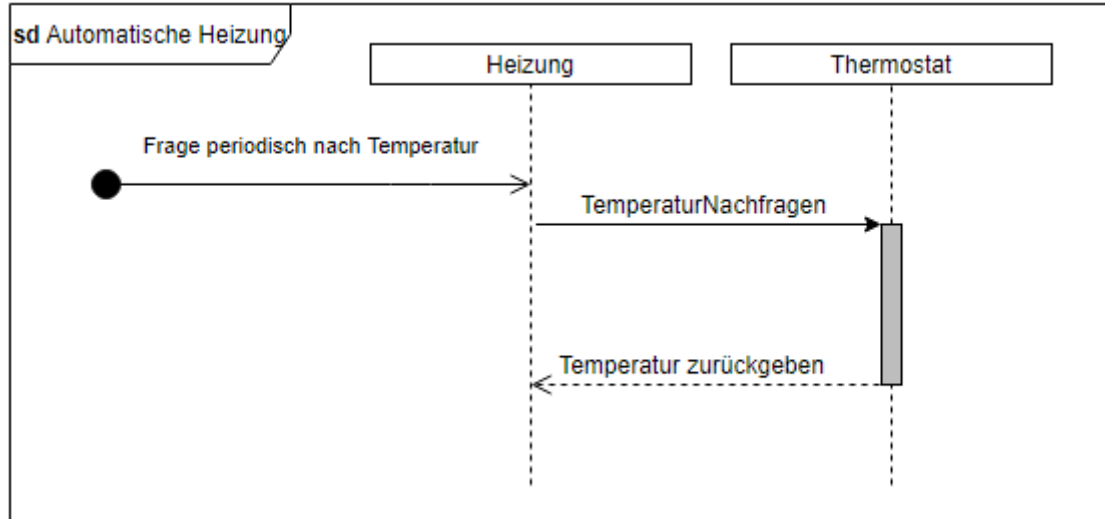 sd Automatische Heizung
Heizung
Thermostat
Frage periodisch nach Temperatur
TemperaturNachfragen
Temperatur zurückgeben